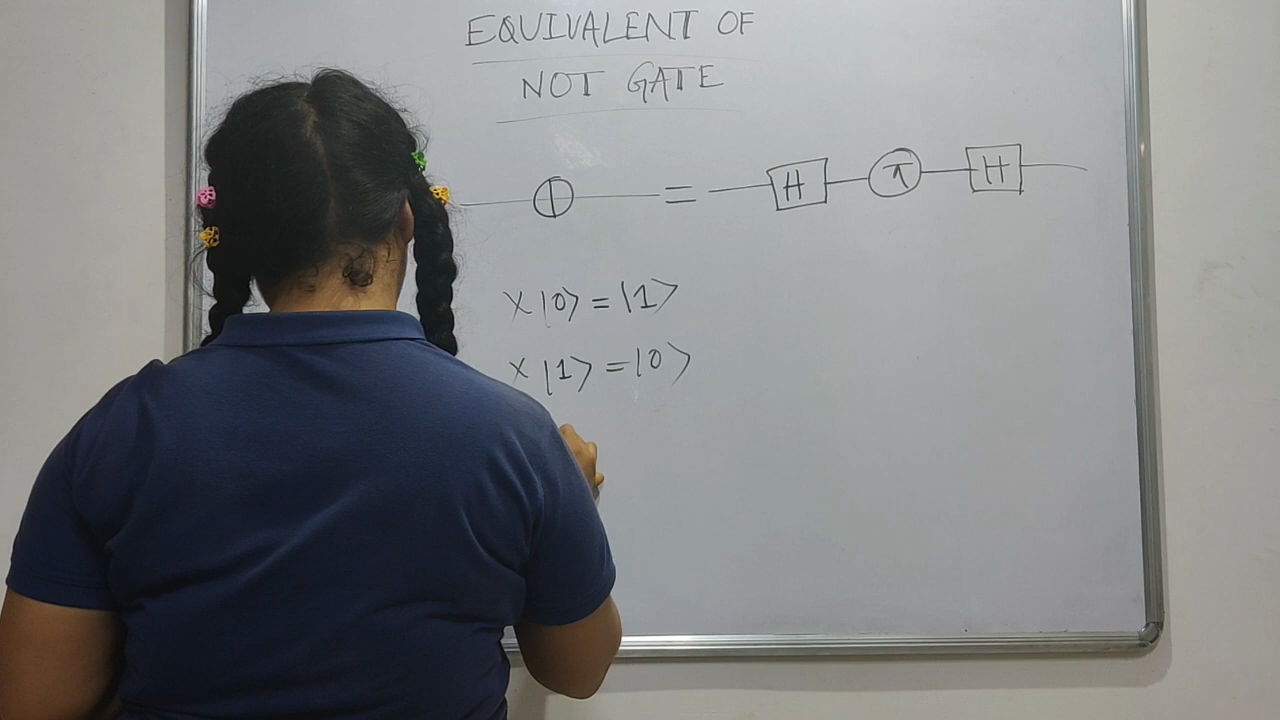 EQUIVALENT OF
NOT GATE
= H π H
X|0⟩ = |1⟩
X|1⟩ = |0⟩